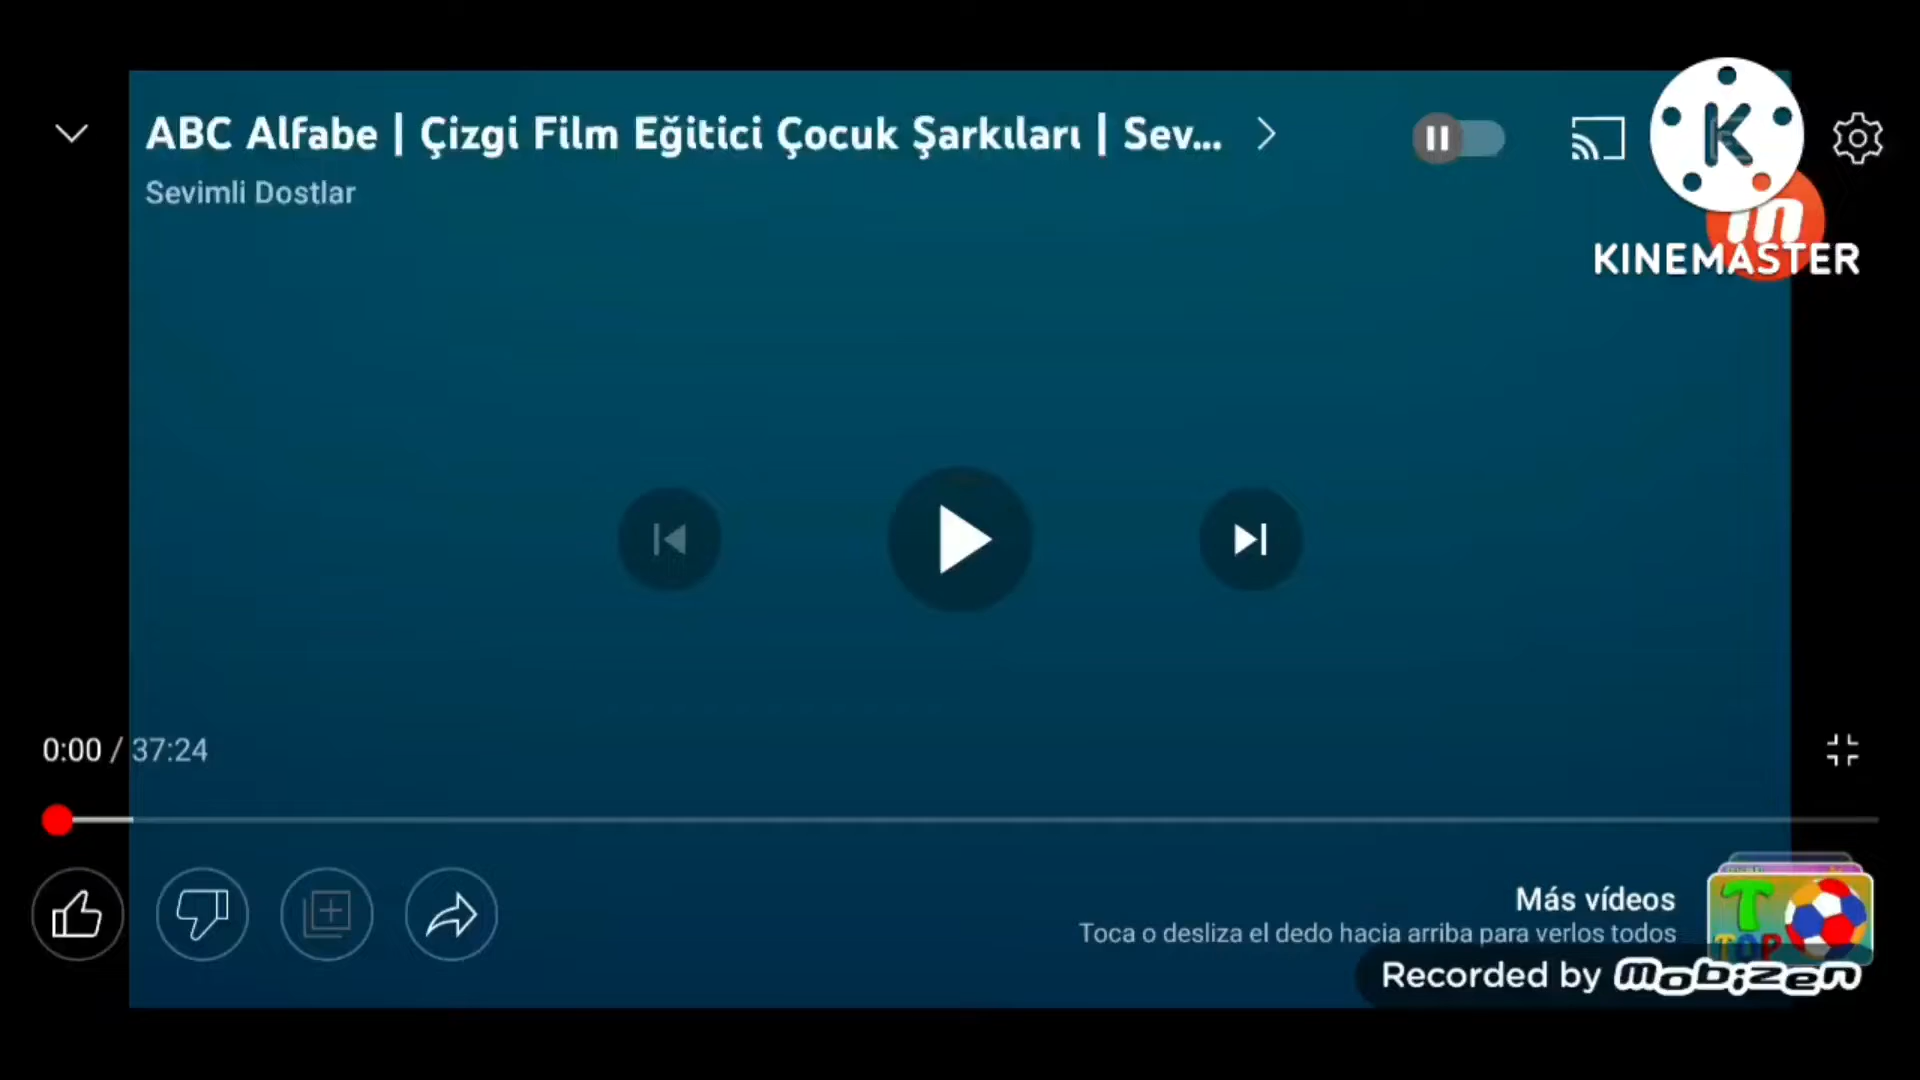 ABC Alfabe | Çizgi Film Eğitici Çocuk Şarkıları | Sev...
Sevimli Dostlar
K
KINEMASTER
0:00 / 37:24
Más vídeos
Toca o desliza el dedo hacia arriba para verlos todos
T
TOP
Recorded by mobizen